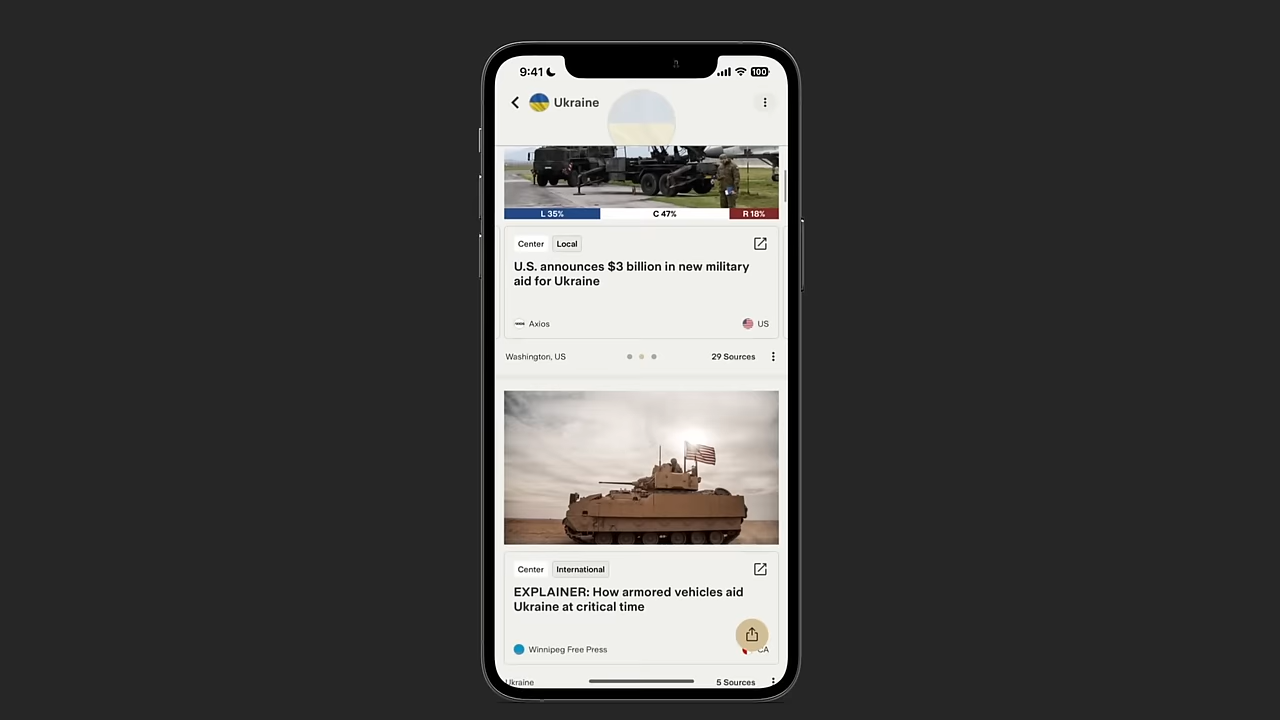 9:41
100
Ukraine
L 35%
C 47%
R 18%
Center
Local
U.S. announces $3 billion in new military
aid for Ukraine
Axios
US
Washington, US
29 Sources
Center
International
EXPLAINER: How armored vehicles aid
Ukraine at critical time
Winnipeg Free Press
CA
Ukraine
5 Sources